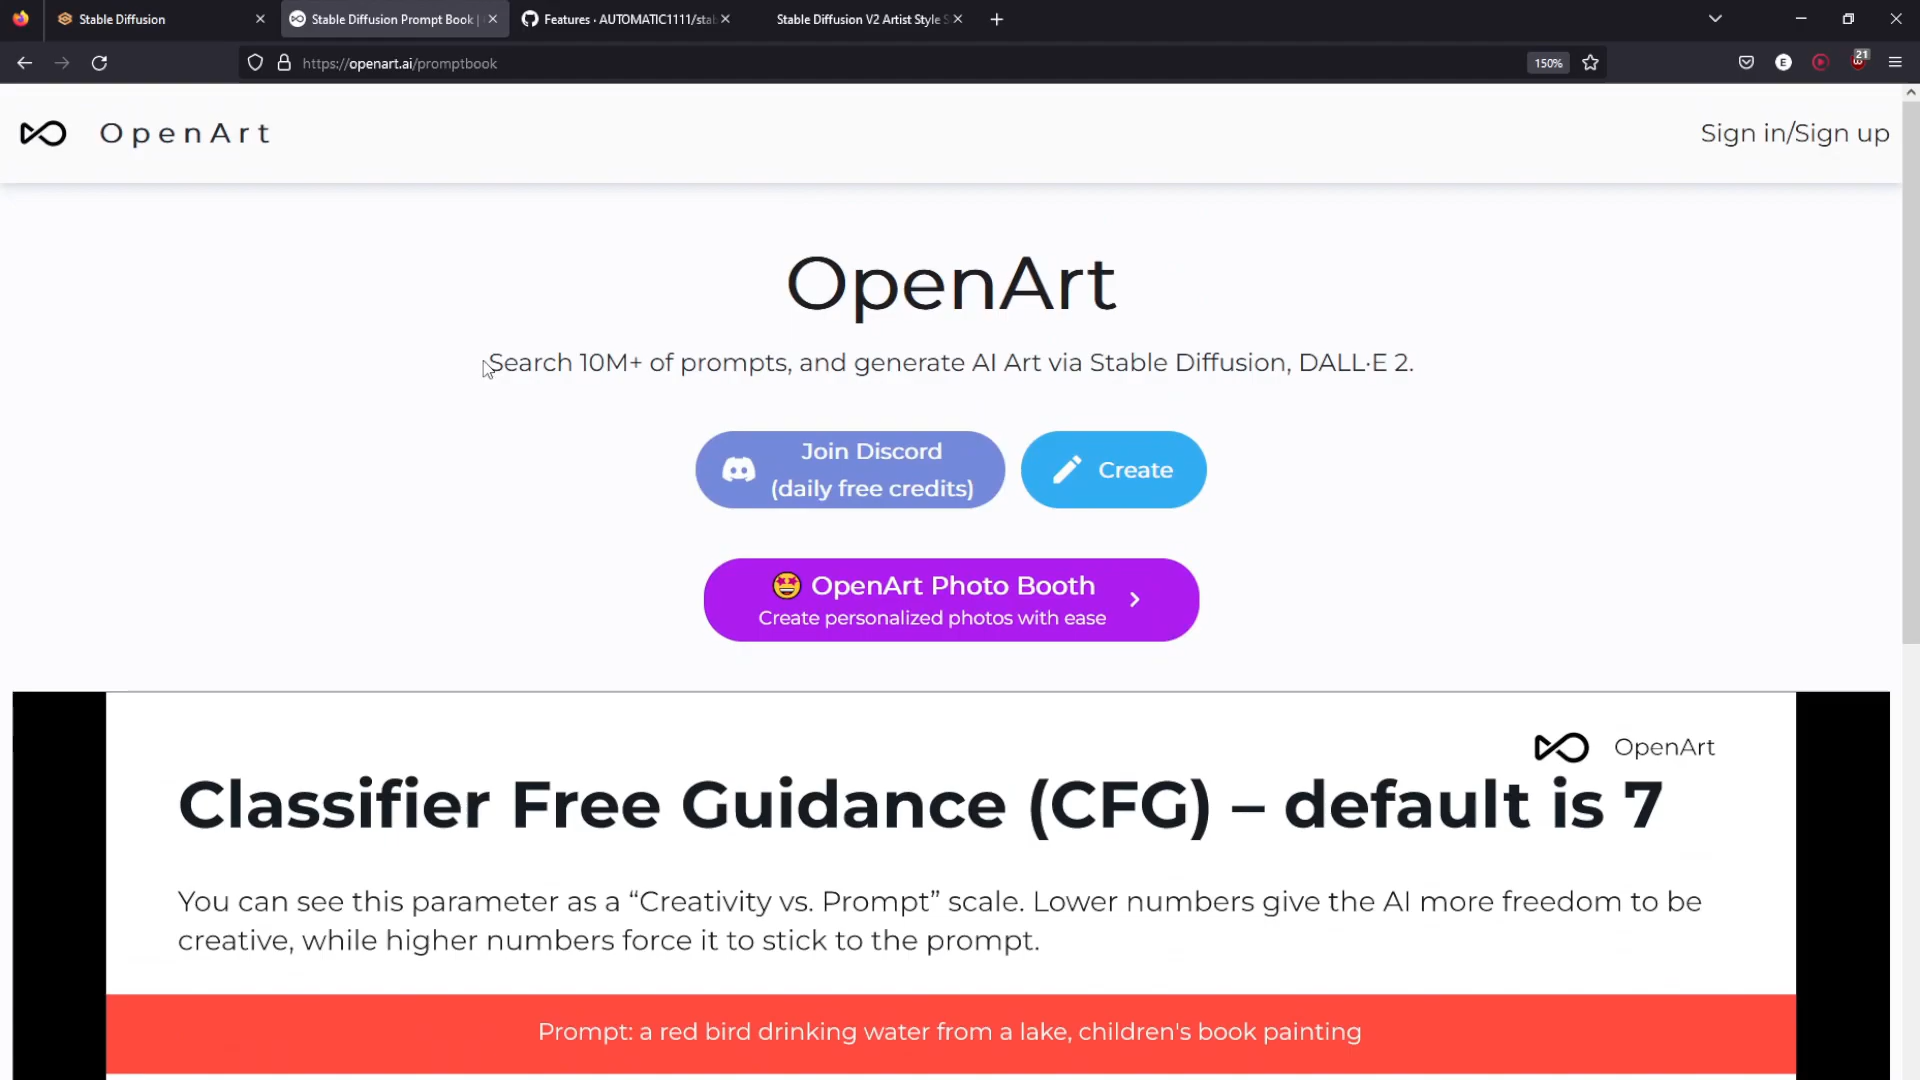 Stable Diffusion
Stable Diffusion Prompt Book |
Features · AUTOMATIC1111/sta
Stable Diffusion V2 Artist Style S
https://openart.ai/promptbook
150%
E
21
OpenArt
Sign in/Sign up
OpenArt
Search 10M+ of prompts, and generate AI Art via Stable Diffusion, DALL·E 2.
Join Discord
(daily free credits)
Create
OpenArt Photo Booth
Create personalized photos with ease
OpenArt
Classifier Free Guidance (CFG) – default is 7
You can see this parameter as a “Creativity vs. Prompt” scale. Lower numbers give the AI more freedom to be
creative, while higher numbers force it to stick to the prompt.
Prompt: a red bird drinking water from a lake, children's book painting